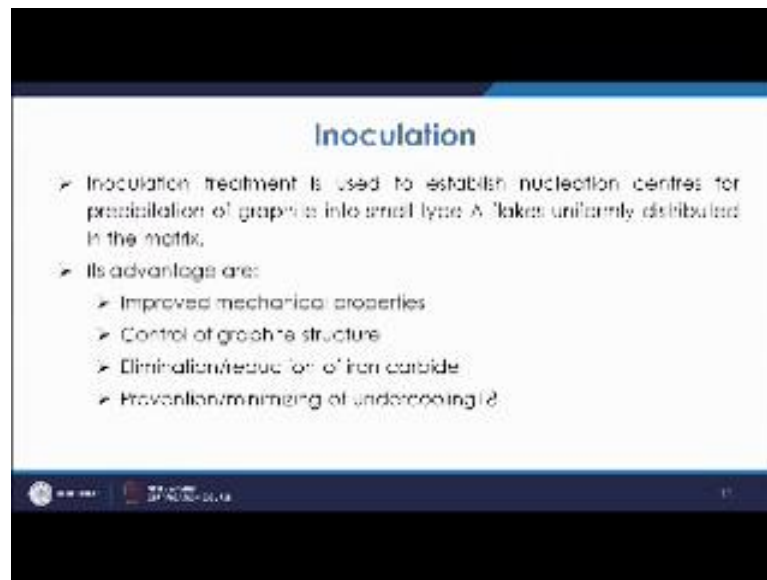 Inoculation
➢ Inoculation treatment is used to establish nucleation centres for
precipitation of graphite into small type A flakes uniformly distributed
in the matrix.
➢ Its advantage are:
➢ Improved mechanical properties
➢ Control of graphite structure
➢ Elimination/reduction of iron carbide
➢ Prevention/minimizing of undercooling